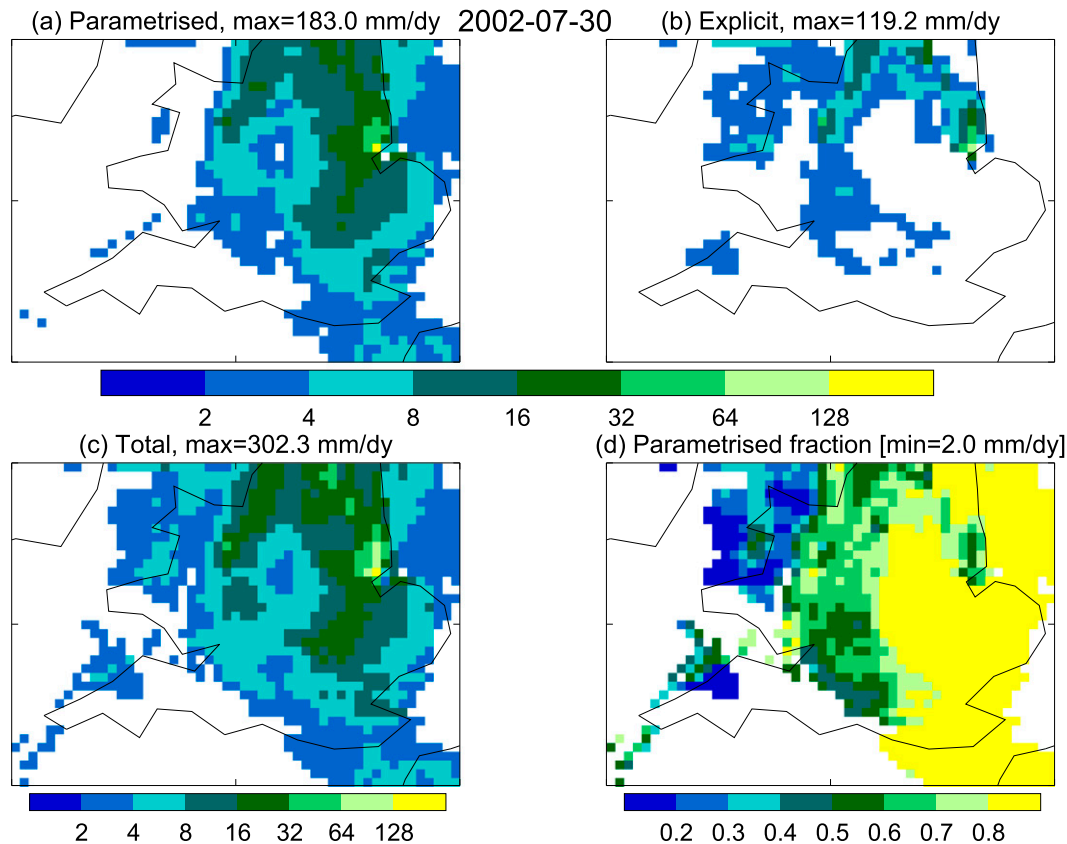 (a) Parametrised, max=183.0 mm/dy
2002-07-30
(b) Explicit, max=119.2 mm/dy
2 4 8 16 32 64 128
(c) Total, max=302.3 mm/dy
(d) Parametrised fraction [min=2.0 mm/dy]
2 4 8 16 32 64 128
0.2 0.3 0.4 0.5 0.6 0.7 0.8